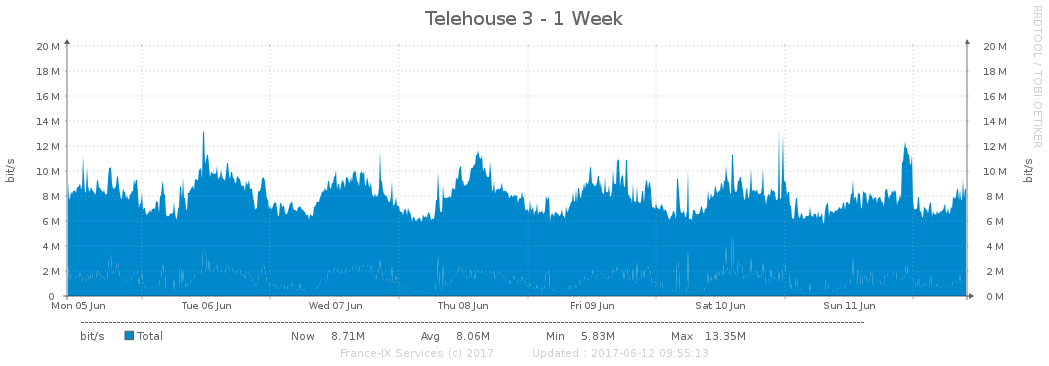 Telehouse 3 - 1 Week
RRDTOOL / TOBI OETIKER
bit/s
bit/s
20 M 20 M
18 M 18 M
16 M 16 M
14 M 14 M
12 M 12 M
10 M 10 M
8 M 8 M
6 M 6 M
4 M 4 M
2 M 2 M
0 0 M
Mon 05 Jun Tue 06 Jun Wed 07 Jun Thu 08 Jun Fri 09 Jun Sat 10 Jun Sun 11 Jun
bit/s Total Now 8.71M Avg 8.06M Min 5.83M Max 13.35M
France-IX Services (c) 2017 Updated : 2017-06-12 09:55:13